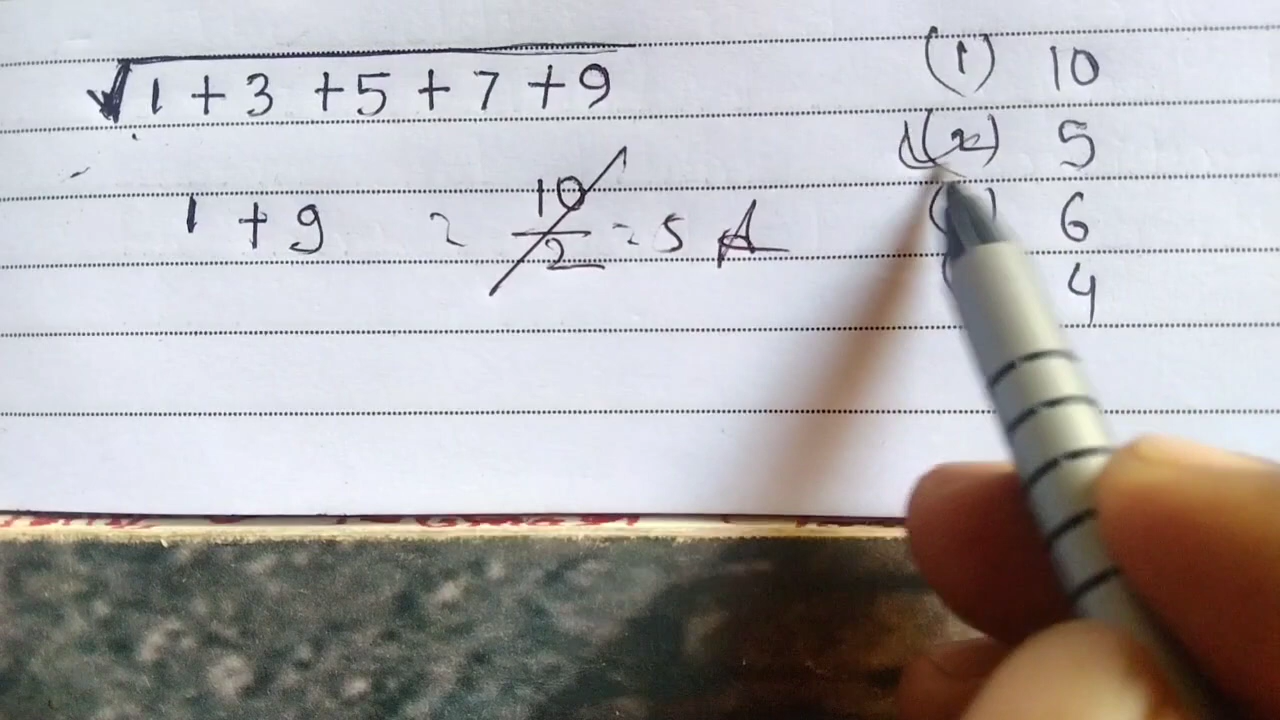 √1 + 3 + 5 + 7 + 9
1 + 9 = 10/2 = 5 A
(1) 10
(2) 5
( ) 6
( 4